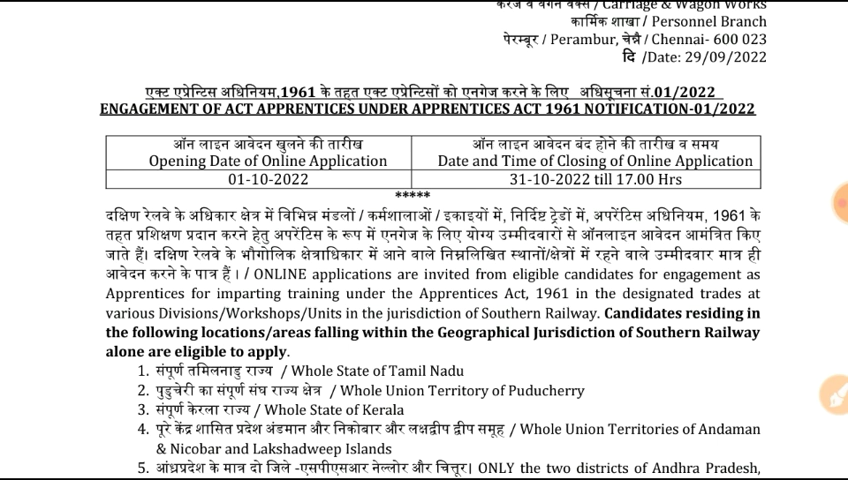 कैरिज व वैगन वर्क्स / Carriage & Wagon Works
कार्मिक शाखा / Personnel Branch
पेरम्बूर / Perambur, चेन्नै / Chennai- 600 023
दि /Date: 29/09/2022
एक्ट एप्रेन्टिस अधिनियम,1961 के तहत एक्ट एप्रेन्टिसों को एनगेज करने के लिए अधिसूचना सं.01/2022
ENGAGEMENT OF ACT APPRENTICES UNDER APPRENTICES ACT 1961 NOTIFICATION-01/2022
ऑन लाइन आवेदन खुलने की तारीख
Opening Date of Online Application
ऑन लाइन आवेदन बंद होने की तारीख व समय
Date and Time of Closing of Online Application
01-10-2022
31-10-2022 till 17.00 Hrs
*****
दक्षिण रेलवे के अधिकार क्षेत्र में विभिन्न मंडलों / कर्मशालाओं / इकाइयों में, निर्दिष्ट ट्रेडों में, अपरेंटिस अधिनियम, 1961 के
तहत प्रशिक्षण प्रदान करने हेतु अपरेंटिस के रूप में एनगेज के लिए योग्य उम्मीदवारों से ऑनलाइन आवेदन आमंत्रित किए
जाते हैं। दक्षिण रेलवे के भौगोलिक क्षेत्राधिकार में आने वाले निम्नलिखित स्थानों/क्षेत्रों में रहने वाले उम्मीदवार मात्र ही
आवेदन करने के पात्र हैं । / ONLINE applications are invited from eligible candidates for engagement as
Apprentices for imparting training under the Apprentices Act, 1961 in the designated trades at
various Divisions/Workshops/Units in the jurisdiction of Southern Railway. Candidates residing in
the following locations/areas falling within the Geographical Jurisdiction of Southern Railway
alone are eligible to apply.
1. संपूर्ण तमिलनाडु राज्य / Whole State of Tamil Nadu
2. पुडुचेरी का संपूर्ण संघ राज्य क्षेत्र / Whole Union Territory of Puducherry
3. संपूर्ण केरला राज्य / Whole State of Kerala
4. पूरे केंद्र शासित प्रदेश अंडमान और निकोबार और लक्षद्वीप द्वीप समूह / Whole Union Territories of Andaman
& Nicobar and Lakshadweep Islands
5. आंध्रप्रदेश के मात्र दो जिले -एसपीएसआर नेल्लोर और चित्तूर। ONLY the two districts of Andhra Pradesh,